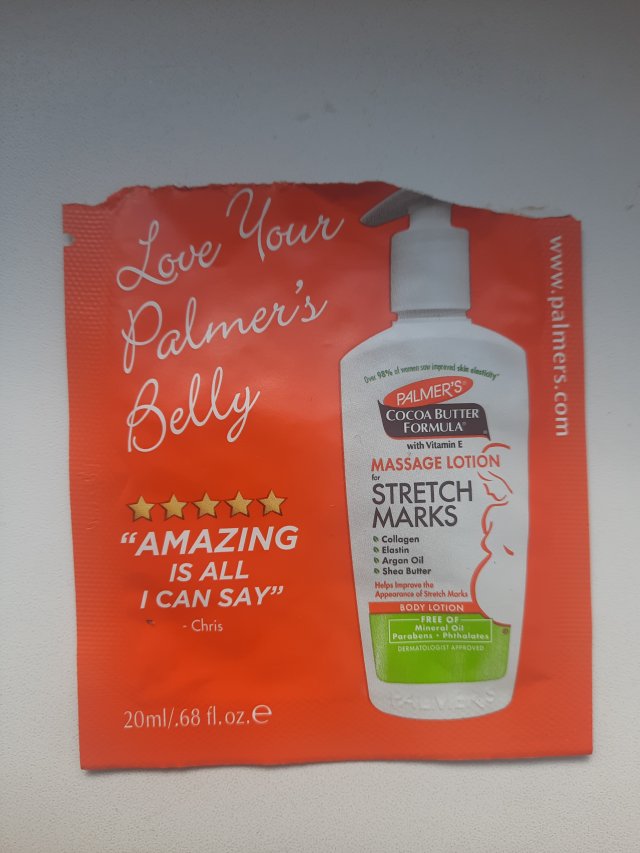 Love Your
Palmer's
Belly
"AMAZING
IS ALL
I CAN SAY"
- Chris
20ml/.68 fl.oz.e
www.palmers.com
Over 98% of women saw improved skin elasticity*
PALMER'S®
COCOA BUTTER
FORMULA®
with Vitamin E
MASSAGE LOTION
for
STRETCH
MARKS
Collagen
Elastin
Argan Oil
Shea Butter
Helps Improve the
Appearance of Stretch Marks
BODY LOTION
FREE OF
Mineral Oil
Parabens • Phthalates
DERMATOLOGIST APPROVED
PALMER'S